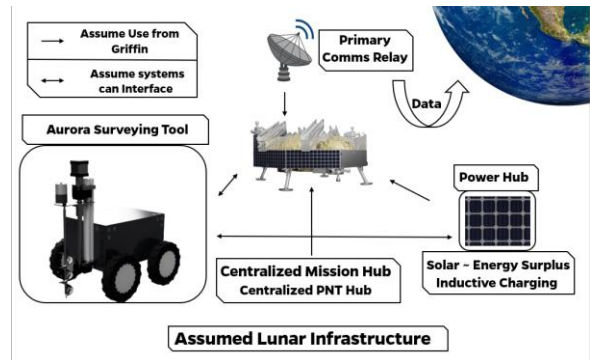 Assume Use from
Griffin
Assume systems
can Interface
Primary
Comms Relay
Data
Aurora Surveying Tool
Power Hub
Centralized Mission Hub
Centralized PNT Hub
Solar - Energy Surplus
Inductive Charging
Assumed Lunar Infrastructure